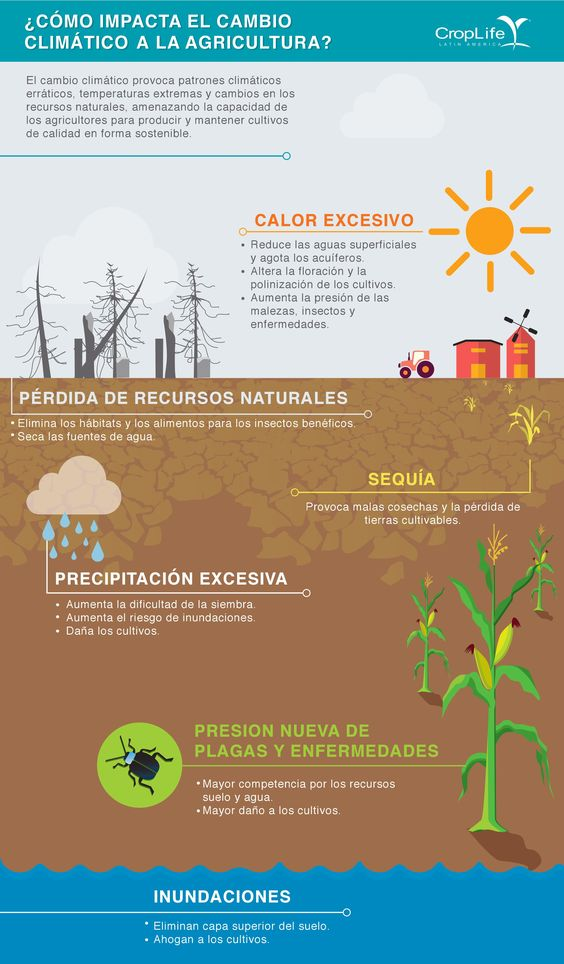 ¿CÓMO IMPACTA EL CAMBIO
CLIMÁTICO A LA AGRICULTURA?
CropLife
LATIN AMERICA
El cambio climático provoca patrones climáticos
erráticos, temperaturas extremas y cambios en los
recursos naturales, amenazando la capacidad de
los agricultores para producir y mantener cultivos
de calidad en forma sostenible.
CALOR EXCESIVO
• Reduce las aguas superficiales
y agota los acuíferos.
• Altera la floración y la
polinización de los cultivos.
• Aumenta la presión de las
malezas, insectos y
enfermedades.
PÉRDIDA DE RECURSOS NATURALES
• Elimina los hábitats y los alimentos para los insectos benéficos.
• Seca las fuentes de agua.
SEQUÍA
Provoca malas cosechas y la pérdida de
tierras cultivables.
PRECIPITACIÓN EXCESIVA
• Aumenta la dificultad de la siembra.
• Aumenta el riesgo de inundaciones.
• Daña los cultivos.
PRESION NUEVA DE
PLAGAS Y ENFERMEDADES
• Mayor competencia por los recursos
suelo y agua.
• Mayor daño a los cultivos.
INUNDACIONES
• Eliminan capa superior del suelo.
• Ahogan a los cultivos.